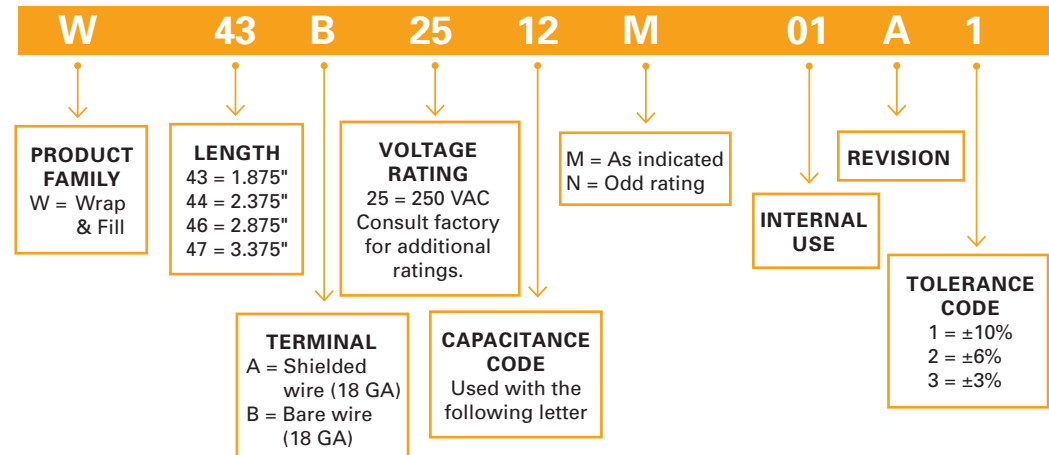 W 43 B 25 12 M 01 A 1
PRODUCT
FAMILY
W = Wrap
& Fill
LENGTH
43 = 1.875"
44 = 2.375"
46 = 2.875"
47 = 3.375"
VOLTAGE
RATING
25 = 250 VAC
Consult factory
for additional
ratings.
M = As indicated
N = Odd rating
REVISION
INTERNAL
USE
TERMINAL
A = Shielded
wire (18 GA)
B = Bare wire
(18 GA)
CAPACITANCE
CODE
Used with the
following letter
TOLERANCE
CODE
1 = ±10%
2 = ±6%
3 = ±3%